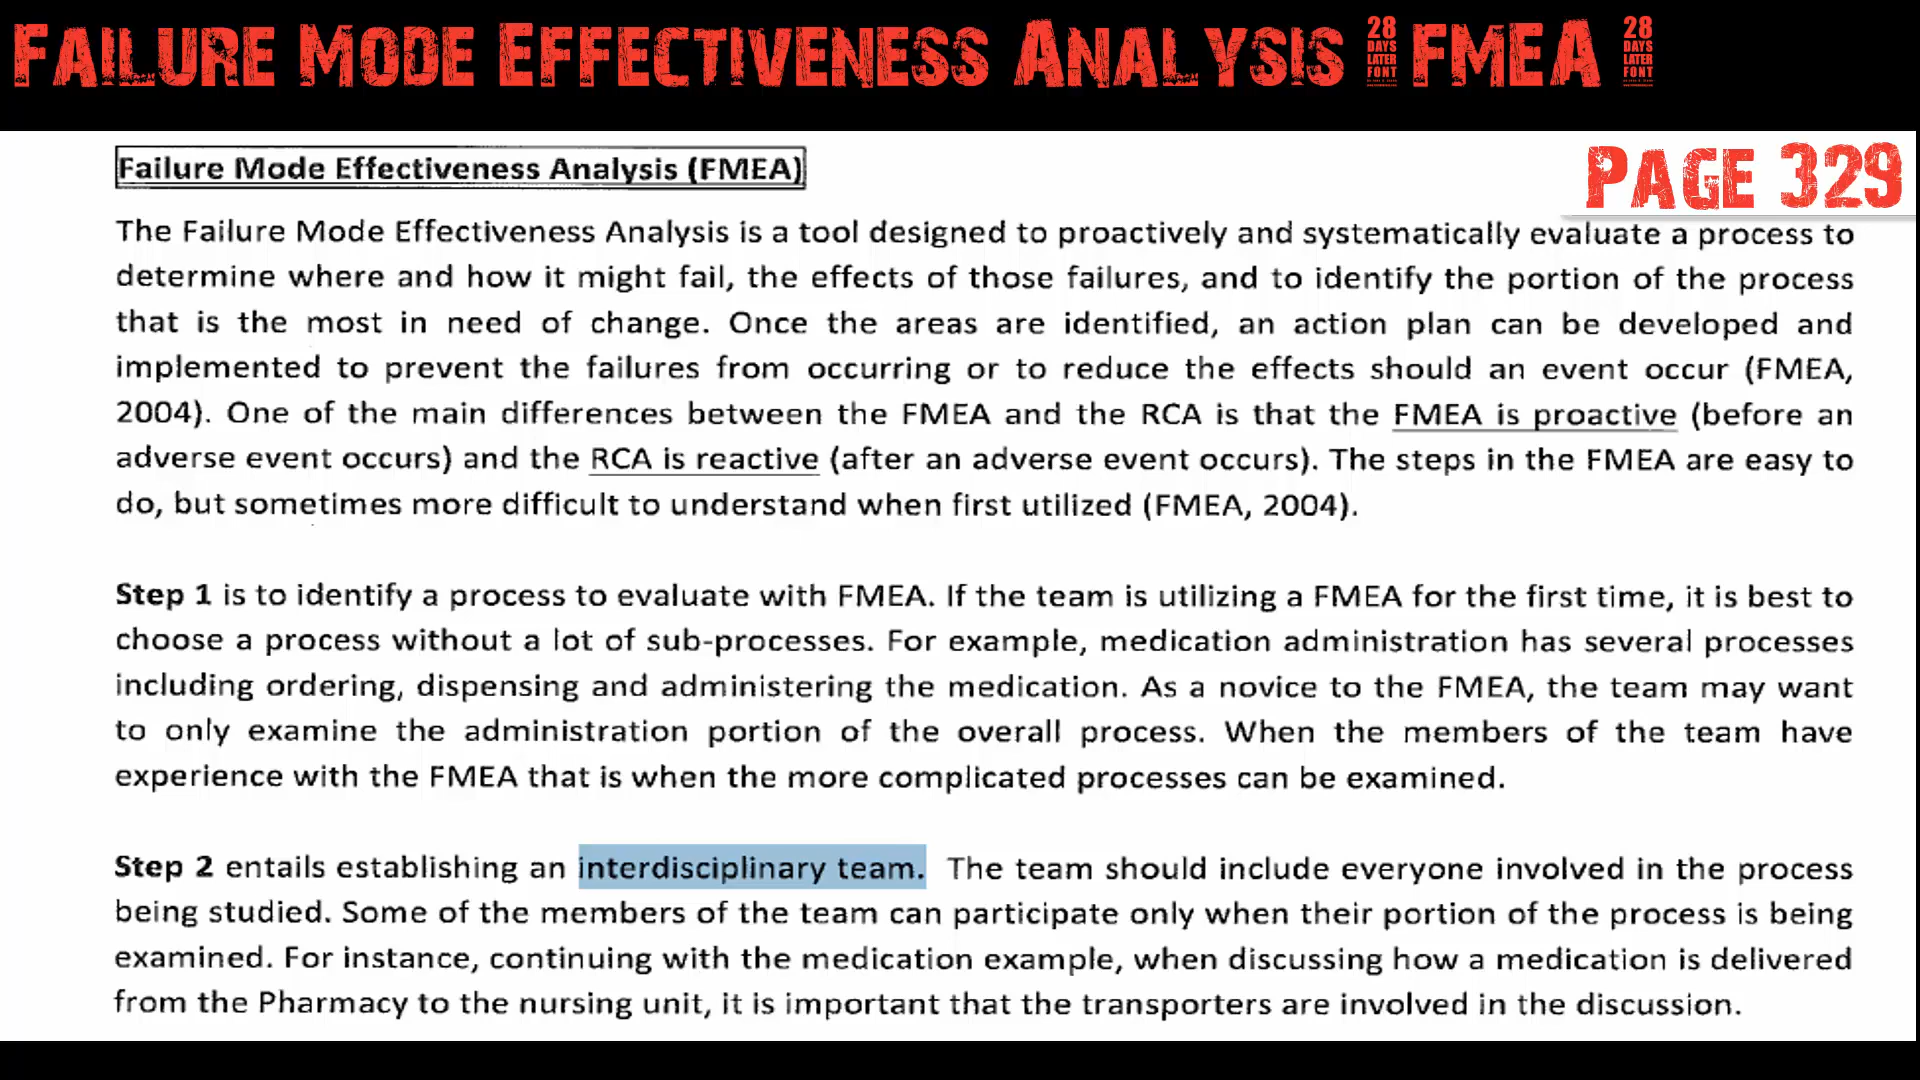 Failure Mode Effectiveness Analysis 28 DAYS LATER FONT FMEA 28 DAYS LATER FONT
Page 329
Failure Mode Effectiveness Analysis (FMEA)
The Failure Mode Effectiveness Analysis is a tool designed to proactively and systematically evaluate a process to
determine where and how it might fail, the effects of those failures, and to identify the portion of the process
that is the most in need of change. Once the areas are identified, an action plan can be developed and
implemented to prevent the failures from occurring or to reduce the effects should an event occur (FMEA,
2004). One of the main differences between the FMEA and the RCA is that the FMEA is proactive (before an
adverse event occurs) and the RCA is reactive (after an adverse event occurs). The steps in the FMEA are easy to
do, but sometimes more difficult to understand when first utilized (FMEA, 2004).
Step 1 is to identify a process to evaluate with FMEA. If the team is utilizing a FMEA for the first time, it is best to
choose a process without a lot of sub-processes. For example, medication administration has several processes
including ordering, dispensing and administering the medication. As a novice to the FMEA, the team may want
to only examine the administration portion of the overall process. When the members of the team have
experience with the FMEA that is when the more complicated processes can be examined.
Step 2 entails establishing an interdisciplinary team. The team should include everyone involved in the process
being studied. Some of the members of the team can participate only when their portion of the process is being
examined. For instance, continuing with the medication example, when discussing how a medication is delivered
from the Pharmacy to the nursing unit, it is important that the transporters are involved in the discussion.